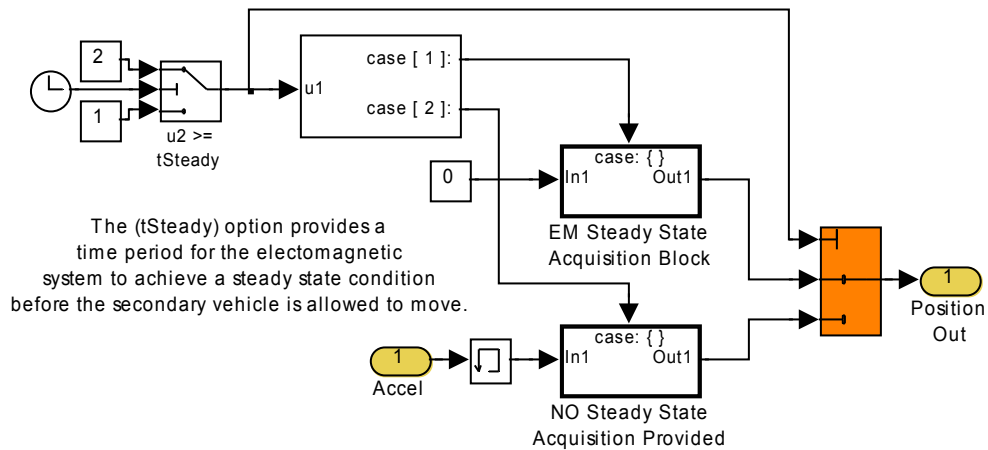 2
1
u2 >=
tSteady
u1
case [ 1 ]:
case [ 2 ]:
0
case: { }
In1
Out1
EM Steady State
Acquisition Block
The (tSteady) option provides a
time period for the electomagnetic
system to achieve a steady state condition
before the secondary vehicle is allowed to move.
1
Position
Out
1
Accel
case: { }
In1
Out1
NO Steady State
Acquisition Provided